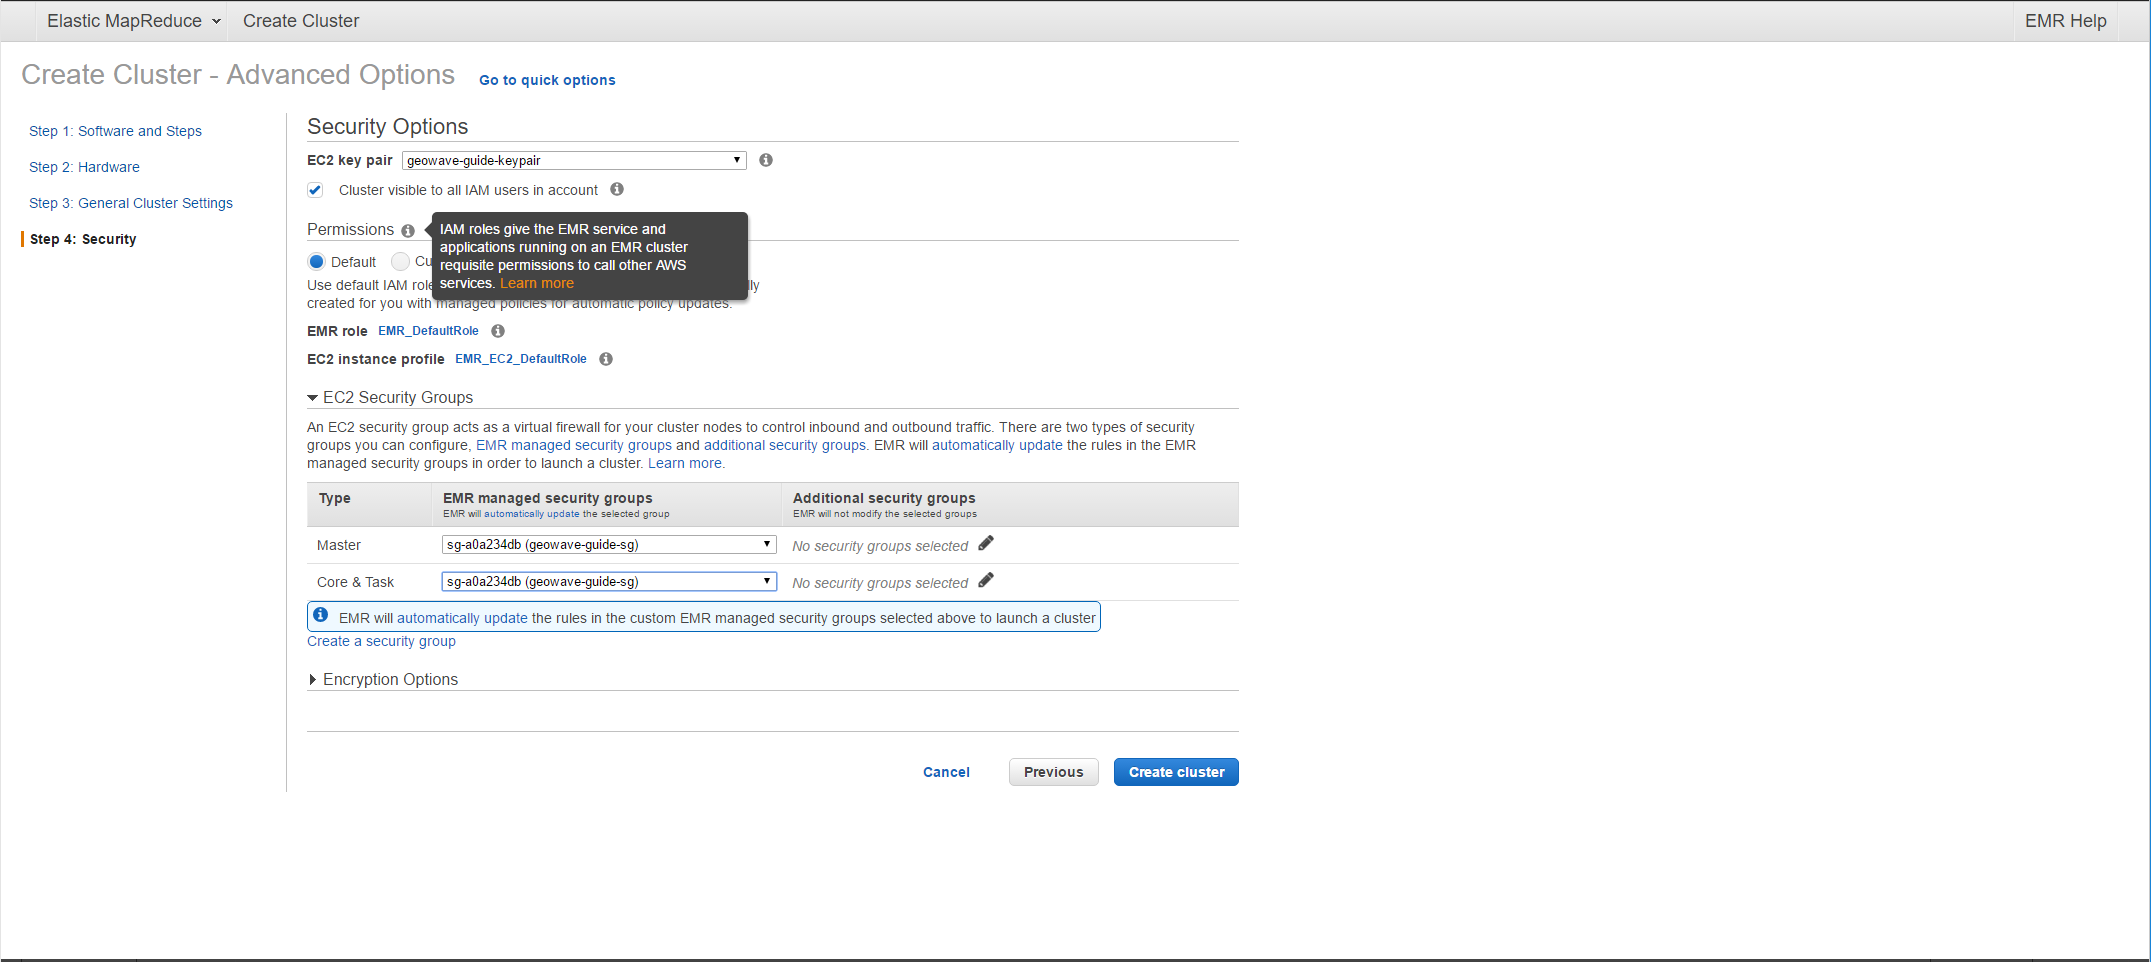 Elastic MapReduce
Create Cluster
EMR Help
Create Cluster - Advanced Options
Go to quick options
Step 1: Software and Steps
Step 2: Hardware
Step 3: General Cluster Settings
Step 4: Security
Security Options
EC2 key pair geowave-guide-keypair
Cluster visible to all IAM users in account
Permissions
IAM roles give the EMR service and
applications running on an EMR cluster
requisite permissions to call other AWS
services. Learn more
Default
Use default IAM
created for you with managed policies for automatic policy updates.
EMR role EMR_DefaultRole
EC2 instance profile EMR_EC2_DefaultRole
EC2 Security Groups
An EC2 security group acts as a virtual firewall for your cluster nodes to control inbound and outbound traffic. There are two types of security
groups you can configure, EMR managed security groups and additional security groups. EMR will automatically update the rules in the EMR
managed security groups in order to launch a cluster. Learn more.
Type EMR managed security groups Additional security groups
EMR will automatically update the selected group EMR will not modify the selected groups
Master sg-a0a234db (geowave-guide-sg) No security groups selected
Core & Task sg-a0a234db (geowave-guide-sg) No security groups selected
EMR will automatically update the rules in the custom EMR managed security groups selected above to launch a cluster
Create a security group
Encryption Options
Cancel Previous Create cluster